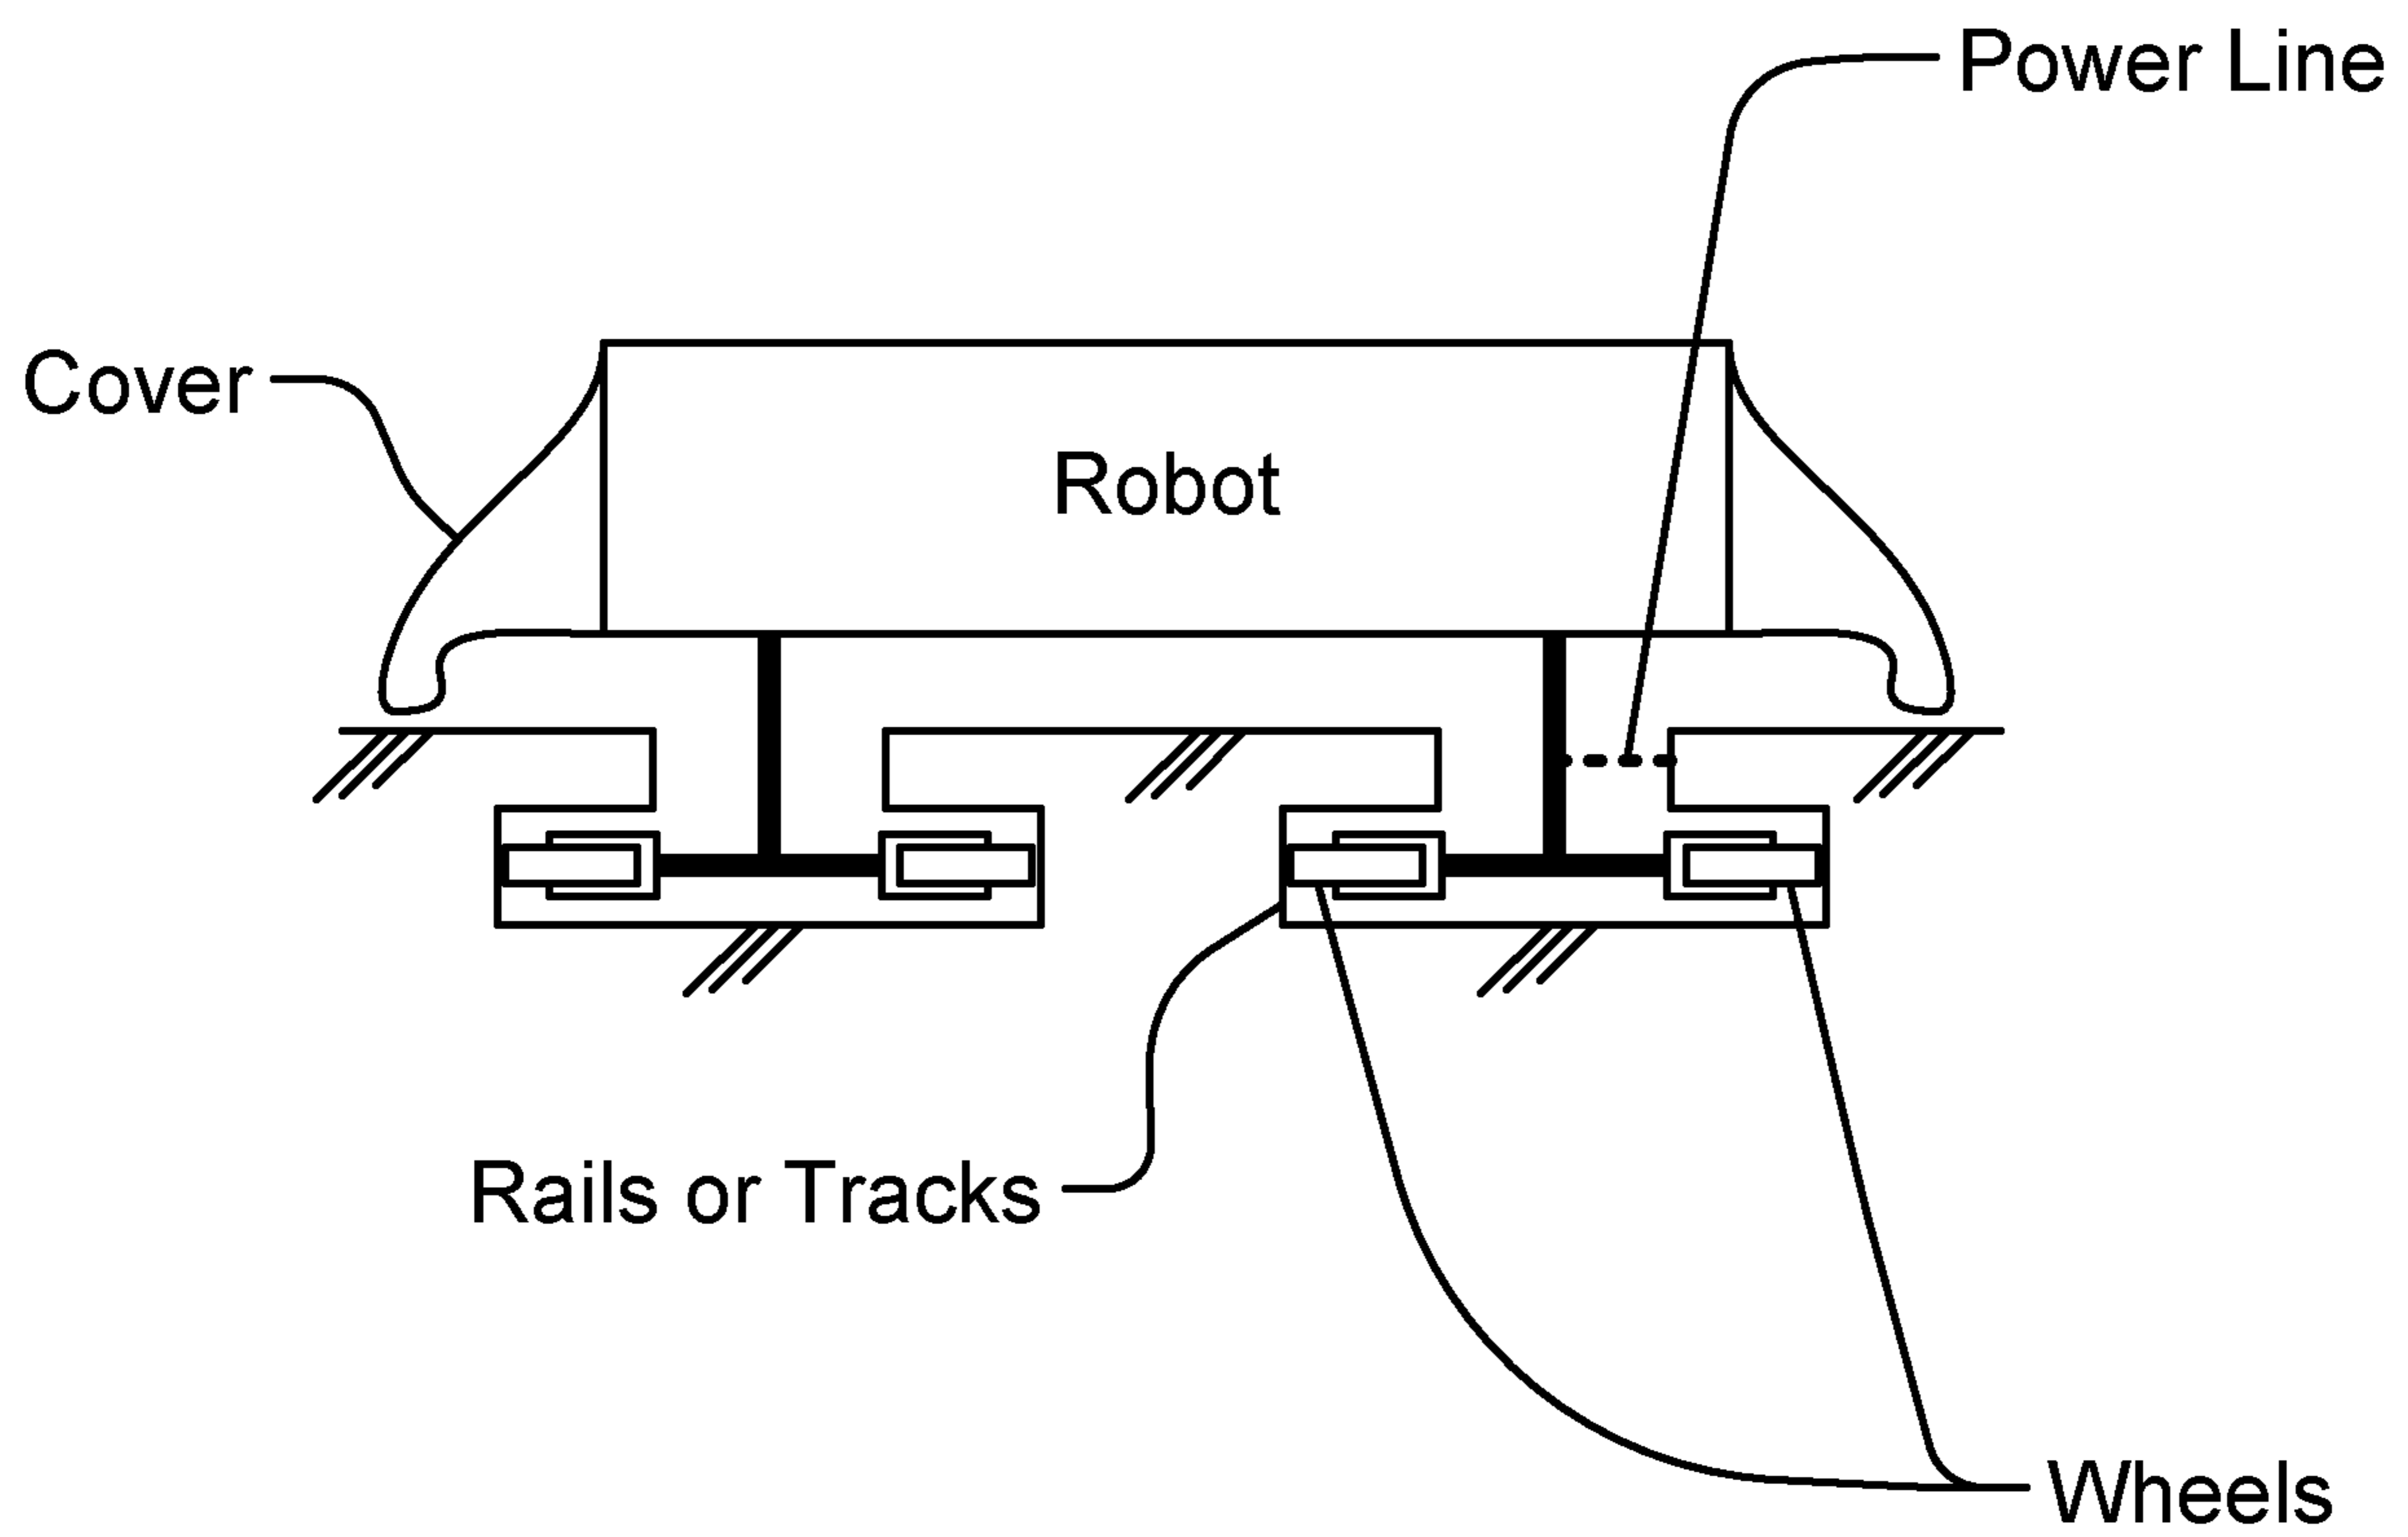 Power Line
Cover
Robot
Rails or Tracks
Wheels